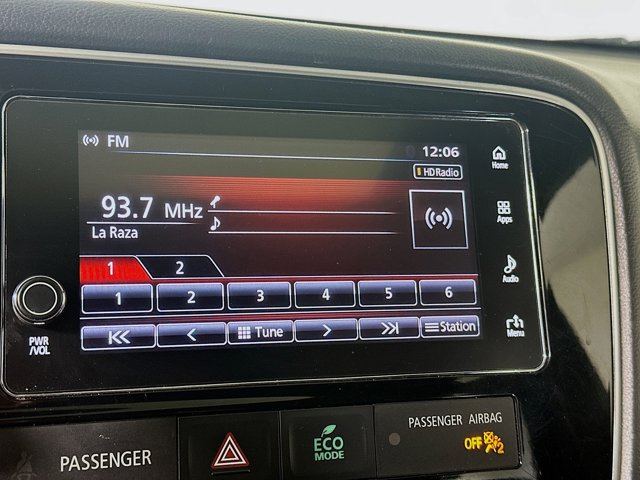 FM
12:06
HD Radio
93.7 MHz
La Raza
1 2
1 2 3 4 5 6
Tune Station
Home
Apps
Audio
Menu
PWR
/VOL
PASSENGER
ECO
MODE
PASSENGER AIRBAG
OFF 2